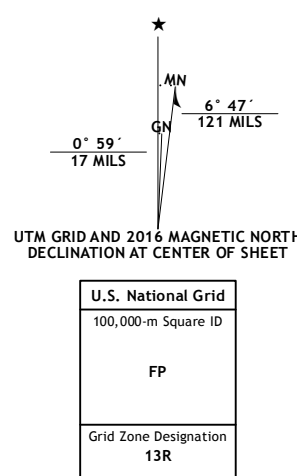 ★
MN
6° 47´
121 MILS
GN
0° 59´
17 MILS
UTM GRID AND 2016 MAGNETIC NORTH
DECLINATION AT CENTER OF SHEET
U.S. National Grid
100,000-m Square ID
FP
Grid Zone Designation
13R